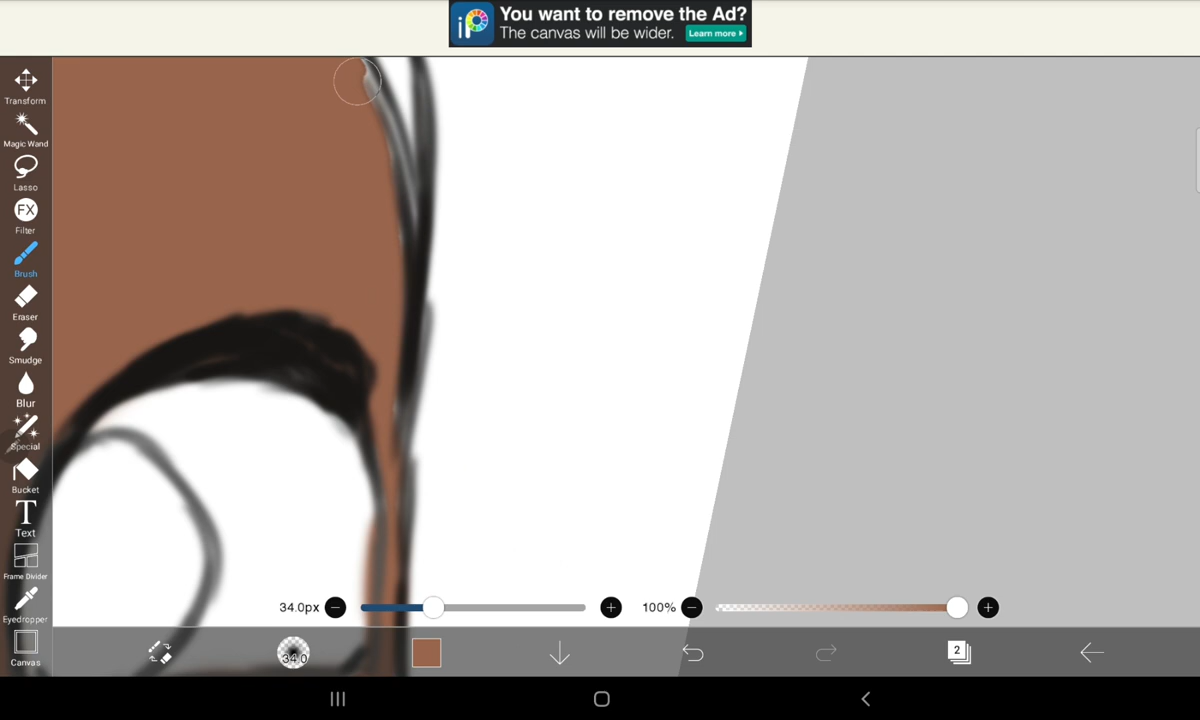 iP
You want to remove the Ad?
The canvas will be wider.
Learn more
Transform
Magic Wand
Lasso
FX
Filter
Brush
Eraser
Smudge
Blur
Special
Bucket
T
Text
Frame Divider
Eyedropper
Canvas
34.0px
100%
34.0
2